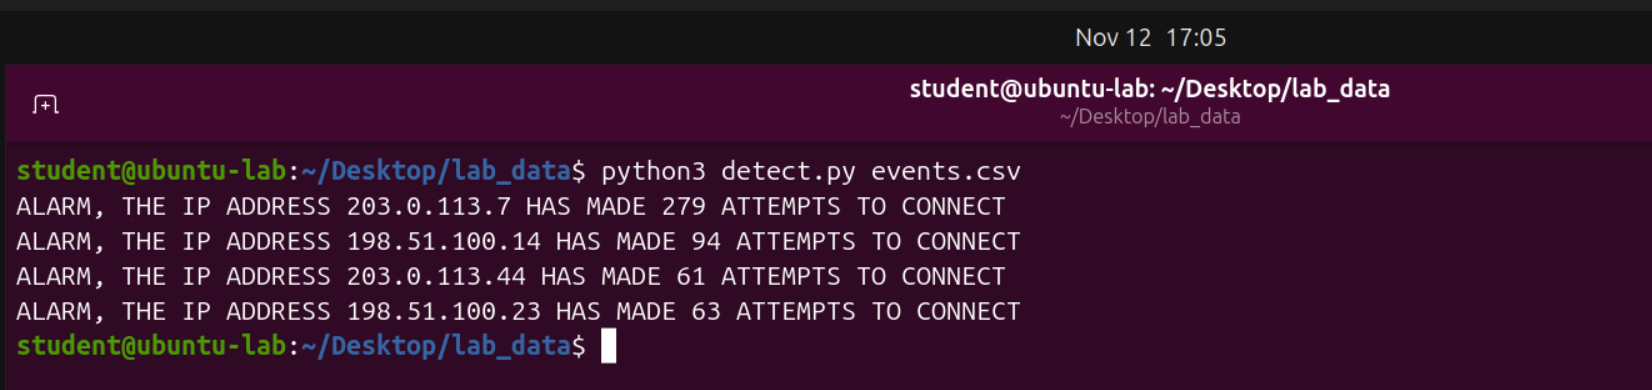 Nov 12 17:05
student@ubuntu-lab: ~/Desktop/lab_data
~/Desktop/lab_data
student@ubuntu-lab:~/Desktop/lab_data$ python3 detect.py events.csv
ALARM, THE IP ADDRESS 203.0.113.7 HAS MADE 279 ATTEMPTS TO CONNECT
ALARM, THE IP ADDRESS 198.51.100.14 HAS MADE 94 ATTEMPTS TO CONNECT
ALARM, THE IP ADDRESS 203.0.113.44 HAS MADE 61 ATTEMPTS TO CONNECT
ALARM, THE IP ADDRESS 198.51.100.23 HAS MADE 63 ATTEMPTS TO CONNECT
student@ubuntu-lab:~/Desktop/lab_data$